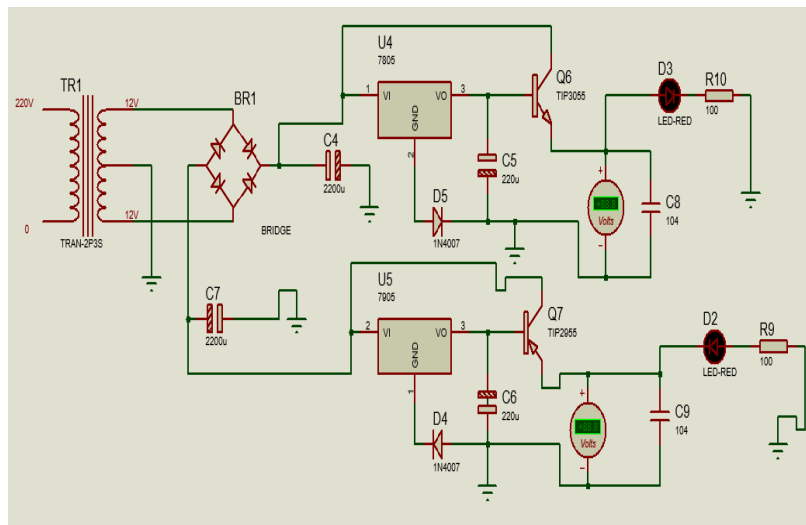 TR1
220V
0
12V
12V
TRAN-2P3S
BR1
BRIDGE
C4
2200u
C7
2200u
U4
7805
1
VI
VO
3
GND
2
D5
1N4007
C5
220u
Q6
TIP3055
D3
LED-RED
R10
100
+
Volts
-
C8
104
U5
7905
2
VI
VO
3
GND
1
D4
1N4007
C6
220u
Q7
TIP2955
D2
LED-RED
R9
100
+
Volts
-
C9
104